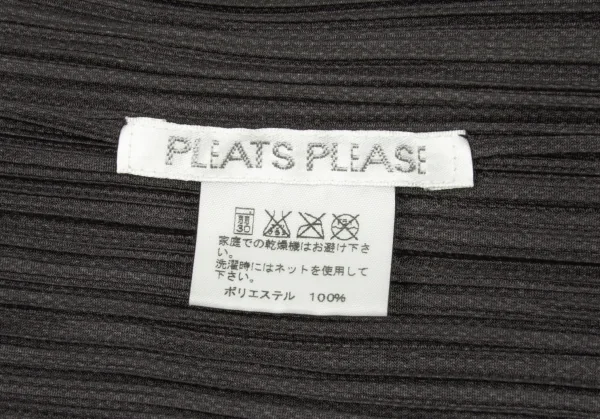 PLEATS PLEASE
30
家庭での乾燥機はお避け下さ
い。
洗濯時にはネットを使用して
下さい。
ポリエステル 100%